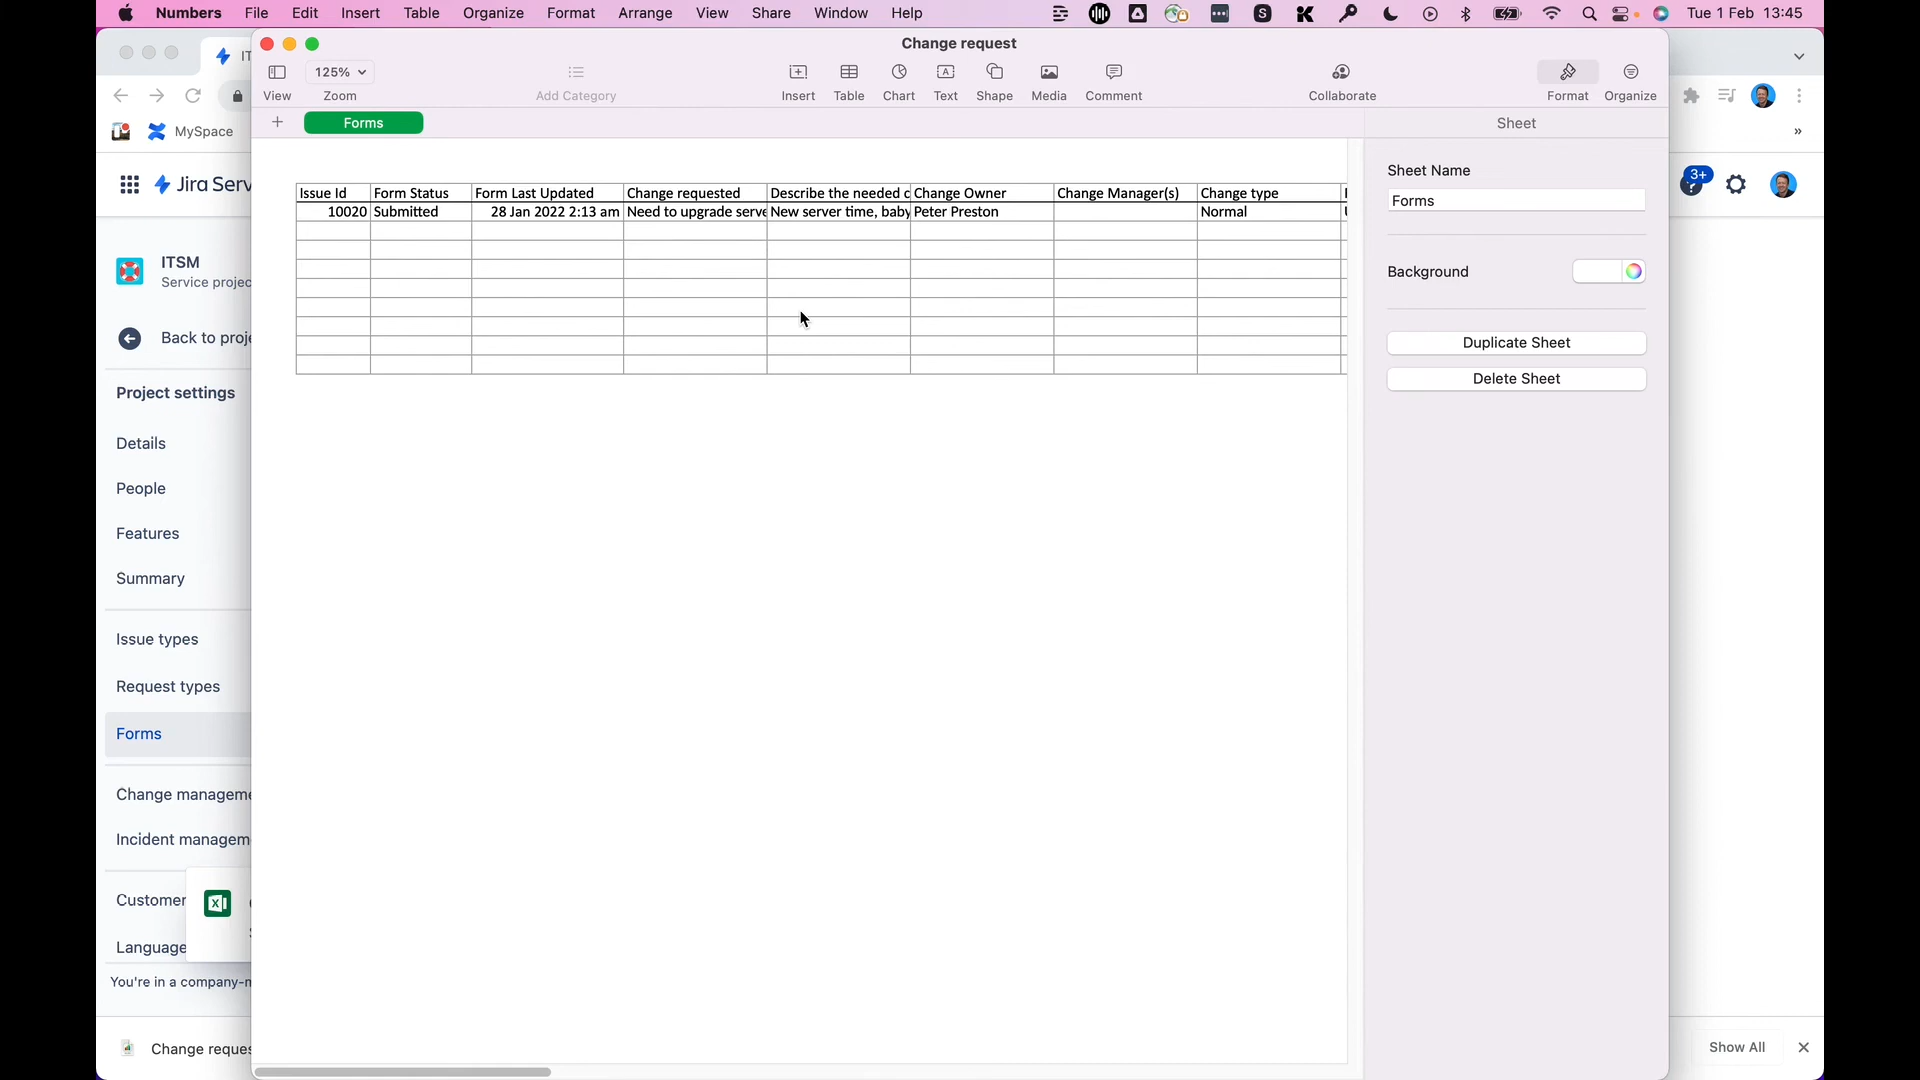 Numbers File Edit Insert Table Organize Format Arrange View Share Window Help Tue 1 Feb 13:45
Change request
125%
View Zoom Add Category Insert Table Chart Text Shape Media Comment Collaborate Format Organize
Forms
Sheet
MySpace
Jira Serv
3+
ITSM
Service projec
Back to proje
Project settings
Details
People
Features
Summary
Issue types
Request types
Forms
Change manageme
Incident managem
Customer
Language
You're in a company-m
Change reques
Issue Id Form Status Form Last Updated Change requested Describe the needed c Change Owner Change Manager(s) Change type
10020 Submitted 28 Jan 2022 2:13 am Need to upgrade serve New server time, baby Peter Preston Normal
Sheet Name
Forms
Background
Duplicate Sheet
Delete Sheet
Show All